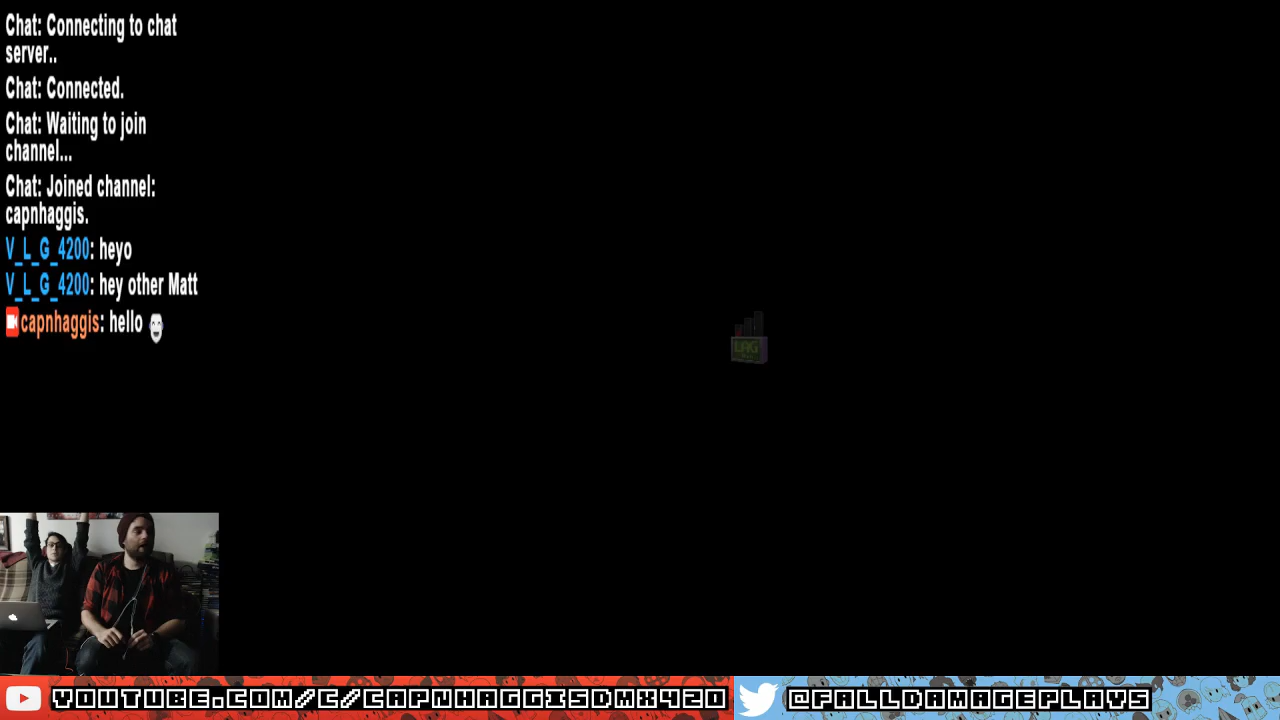 Chat: Connecting to chat
server..
Chat: Connected.
Chat: Waiting to join
channel...
Chat: Joined channel:
capnhaggis.
V_L_G_4200: heyo
V_L_G_4200: hey other Matt
capnhaggis: hello
YOUTUBE.COM/C/CAPNHAGGISDMX420
@FALLDAMAGEPLAYS